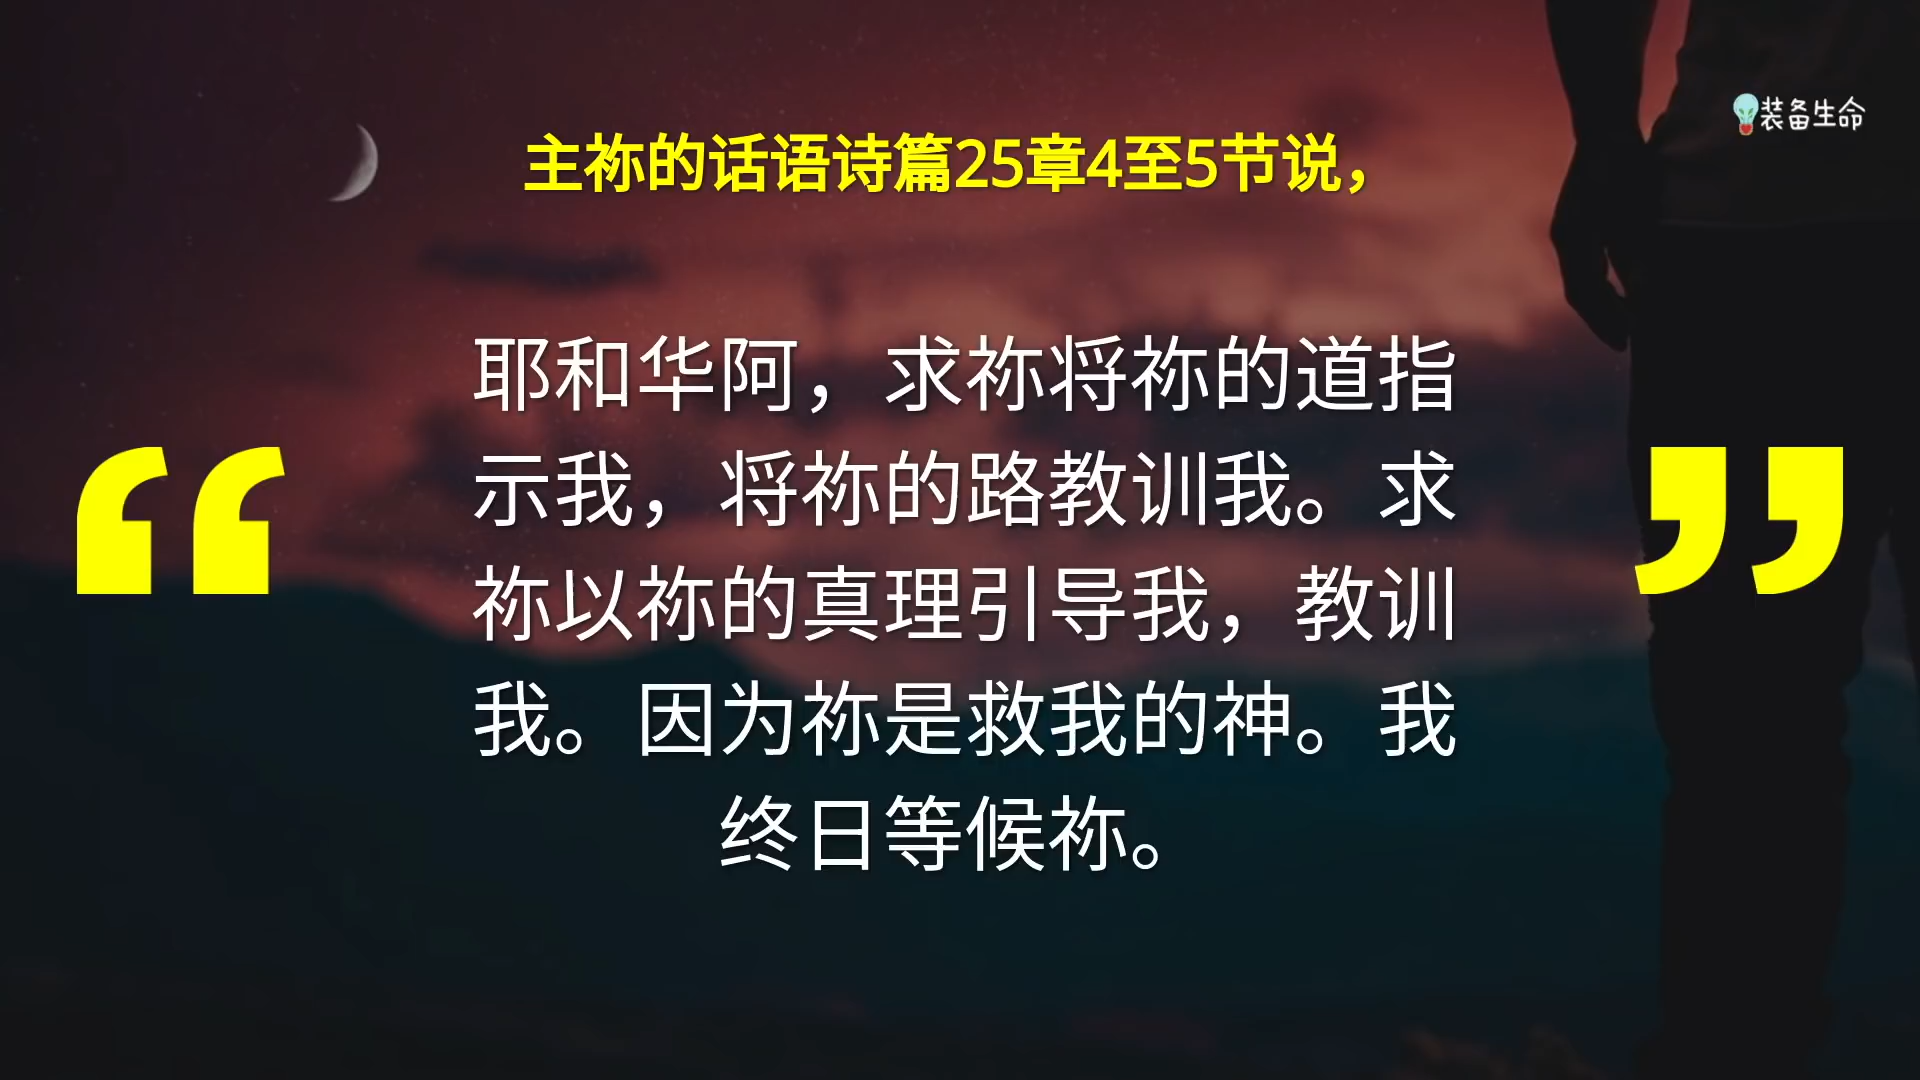 装备生命
主祢的话语诗篇25章4至5节说，
“
耶和华阿，求祢将祢的道指
示我，将祢的路教训我。求
祢以祢的真理引导我，教训
我。因为祢是救我的神。我
终日等候祢。
”